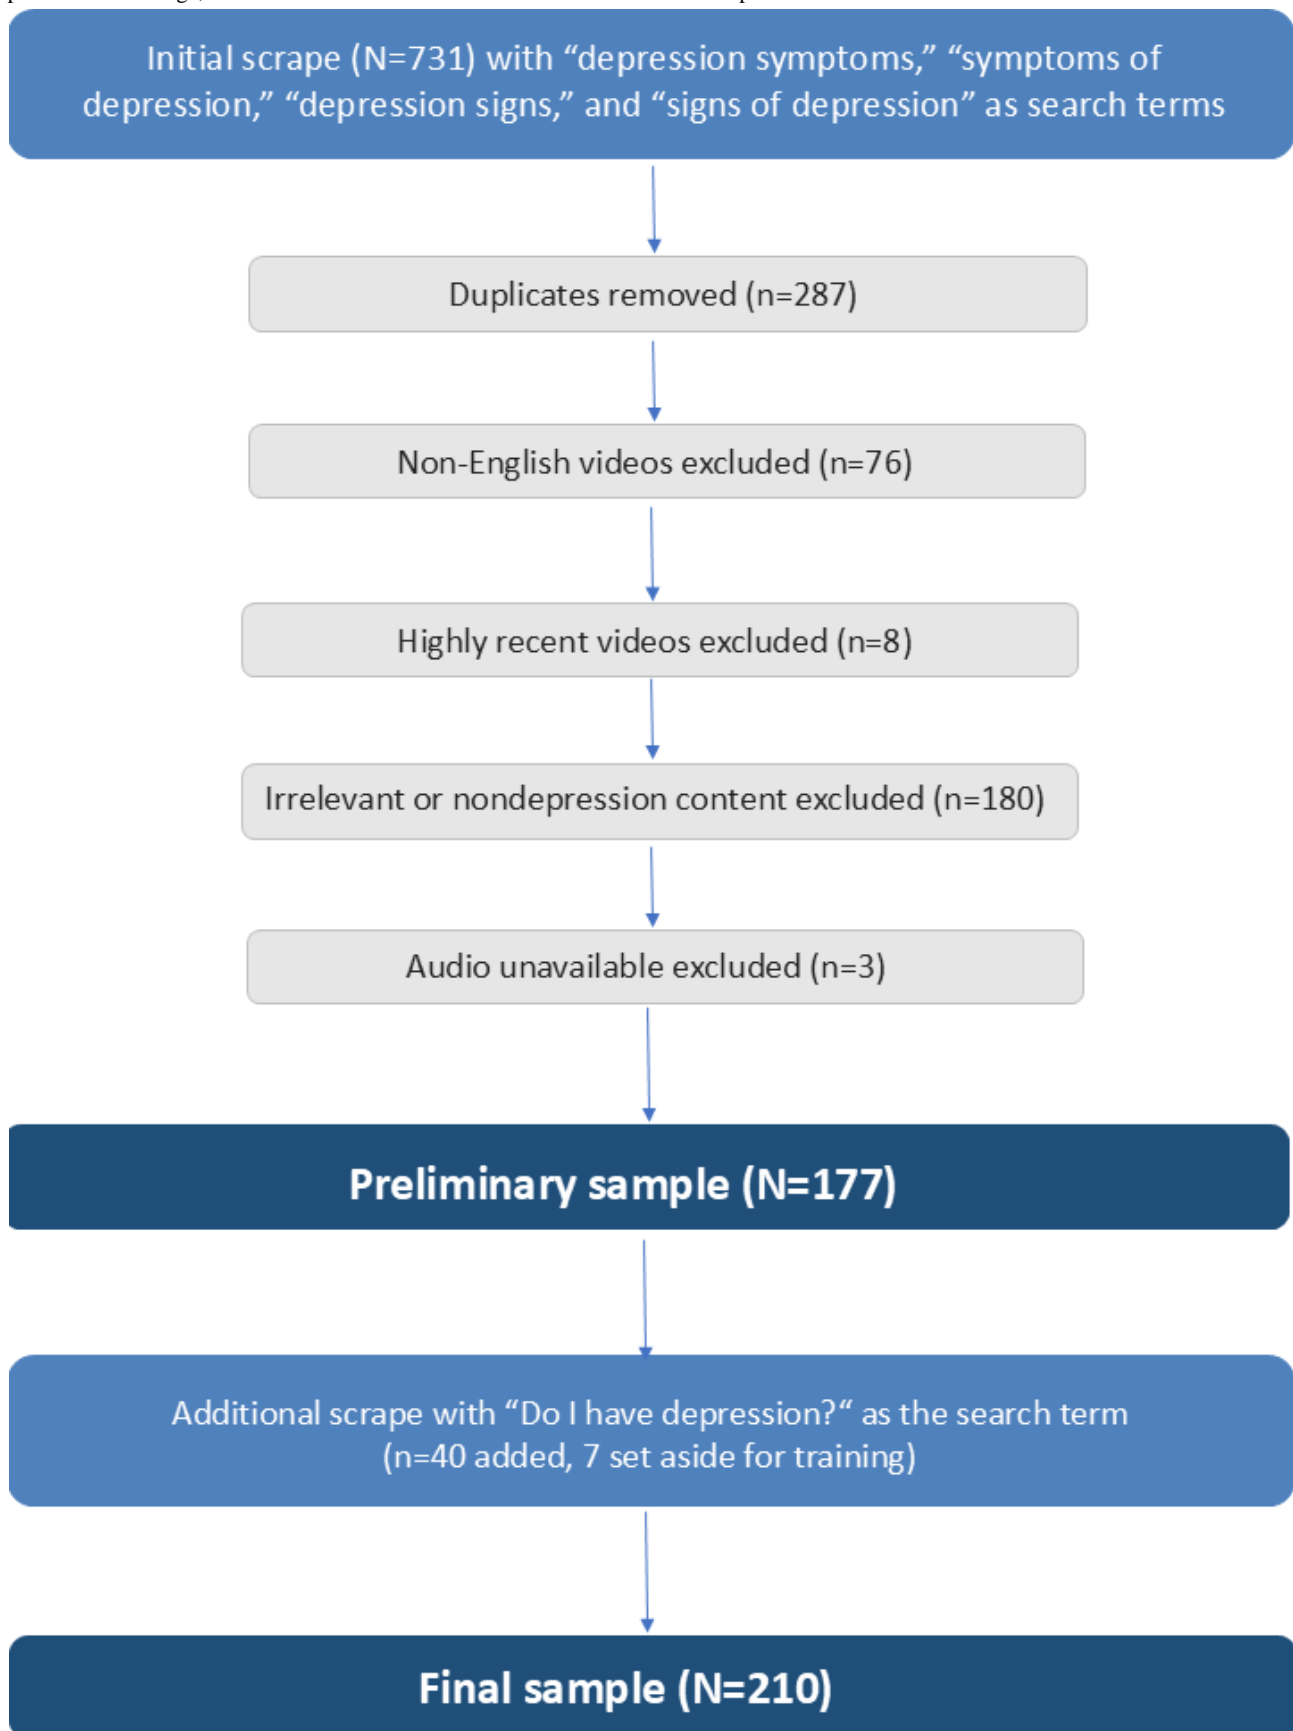 Initial scrape (N=731) with “depression symptoms,” “symptoms of
depression,” “depression signs,” and “signs of depression” as search terms
Duplicates removed (n=287)
Non-English videos excluded (n=76)
Highly recent videos excluded (n=8)
Irrelevant or nondepression content excluded (n=180)
Audio unavailable excluded (n=3)
Preliminary sample (N=177)
Additional scrape with “Do I have depression?“ as the search term
(n=40 added, 7 set aside for training)
Final sample (N=210)